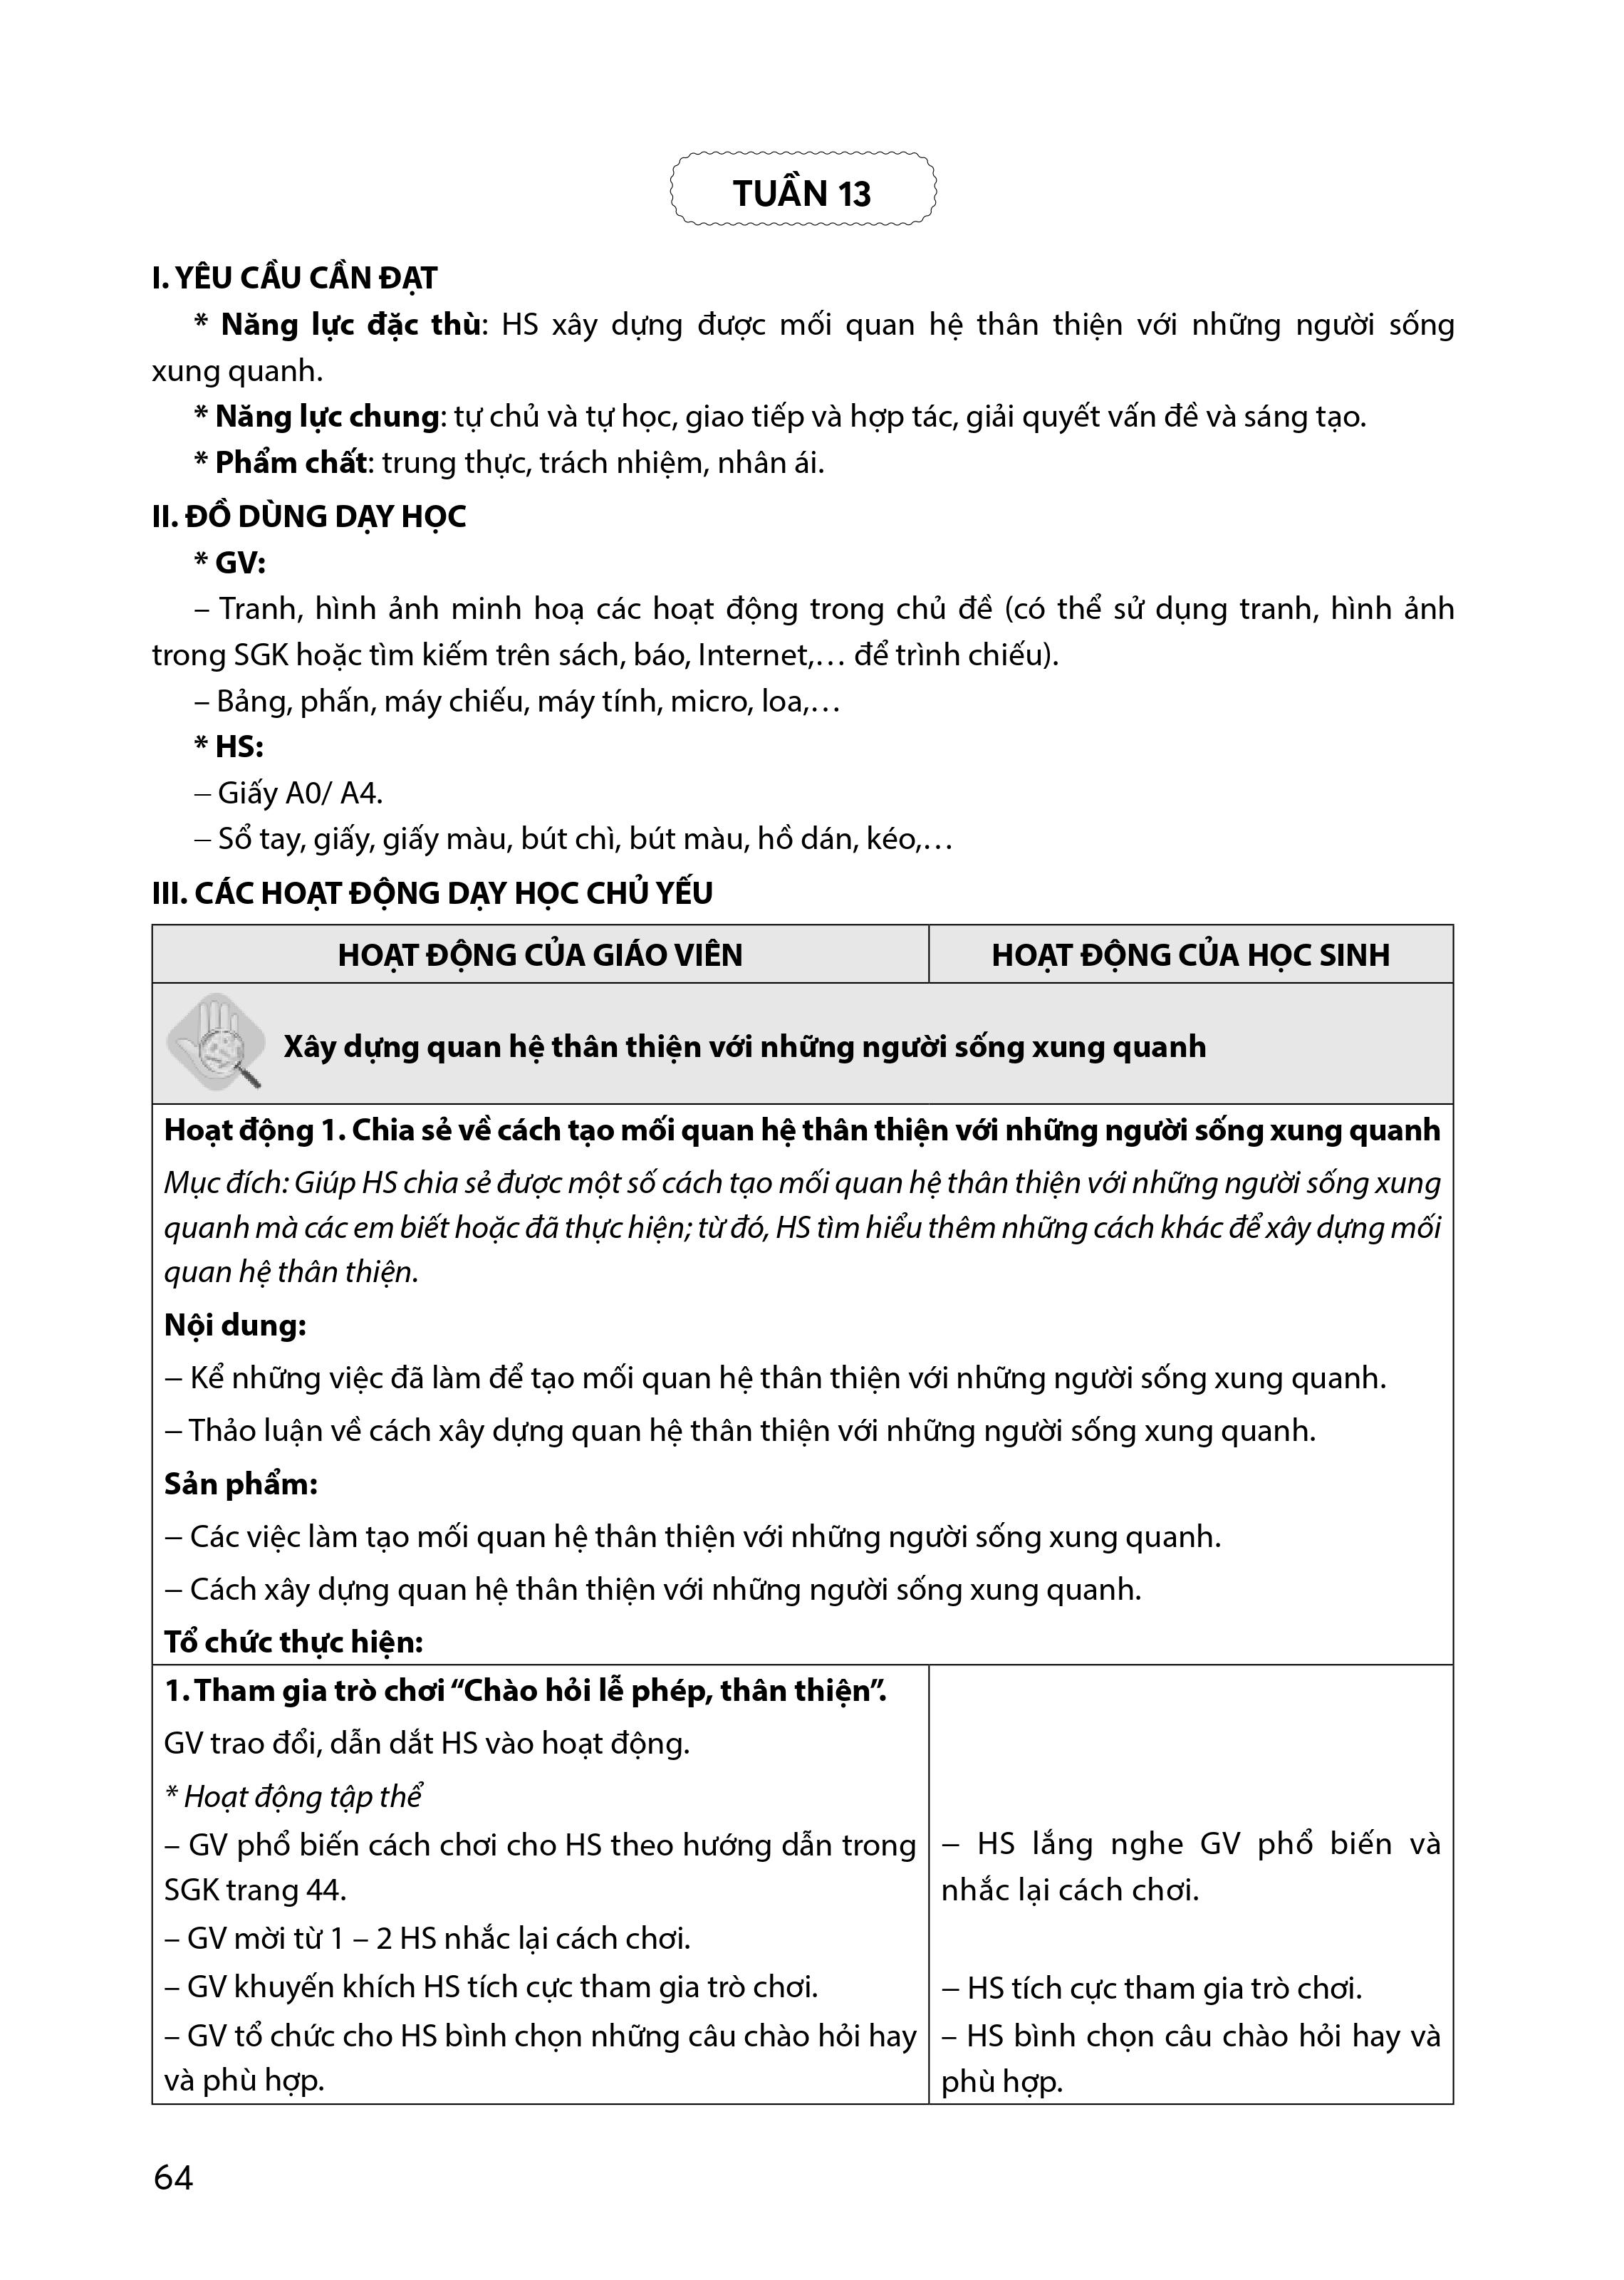 TUẦN 13
I. YÊU CẦU CẦN ĐẠT
* Năng lực đặc thù: HS xây dựng được mối quan hệ thân thiện với những người sống
xung quanh.
* Năng lực chung: tự chủ và tự học, giao tiếp và hợp tác, giải quyết vấn đề và sáng tạo.
* Phẩm chất: trung thực, trách nhiệm, nhân ái.
II. ĐỒ DÙNG DẠY HỌC
* GV:
– Tranh, hình ảnh minh hoạ các hoạt động trong chủ đề (có thể sử dụng tranh, hình ảnh
trong SGK hoặc tìm kiếm trên sách, báo, Internet,… để trình chiếu).
– Bảng, phấn, máy chiếu, máy tính, micro, loa,…
* HS:
– Giấy A0/ A4.
– Sổ tay, giấy, giấy màu, bút chì, bút màu, hồ dán, kéo,…
III. CÁC HOẠT ĐỘNG DẠY HỌC CHỦ YẾU
HOẠT ĐỘNG CỦA GIÁO VIÊN
HOẠT ĐỘNG CỦA HỌC SINH
Xây dựng quan hệ thân thiện với những người sống xung quanh
Hoạt động 1. Chia sẻ về cách tạo mối quan hệ thân thiện với những người sống xung quanh
Mục đích: Giúp HS chia sẻ được một số cách tạo mối quan hệ thân thiện với những người sống xung
quanh mà các em biết hoặc đã thực hiện; từ đó, HS tìm hiểu thêm những cách khác để xây dựng mối
quan hệ thân thiện.
Nội dung:
– Kể những việc đã làm để tạo mối quan hệ thân thiện với những người sống xung quanh.
– Thảo luận về cách xây dựng quan hệ thân thiện với những người sống xung quanh.
Sản phẩm:
– Các việc làm tạo mối quan hệ thân thiện với những người sống xung quanh.
– Cách xây dựng quan hệ thân thiện với những người sống xung quanh.
Tổ chức thực hiện:
1. Tham gia trò chơi “Chào hỏi lễ phép, thân thiện”.
GV trao đổi, dẫn dắt HS vào hoạt động.
* Hoạt động tập thể
– GV phổ biến cách chơi cho HS theo hướng dẫn trong
SGK trang 44.
– GV mời từ 1 – 2 HS nhắc lại cách chơi.
– GV khuyến khích HS tích cực tham gia trò chơi.
– GV tổ chức cho HS bình chọn những câu chào hỏi hay
và phù hợp.
– HS lắng nghe GV phổ biến và
nhắc lại cách chơi.
– HS tích cực tham gia trò chơi.
– HS bình chọn câu chào hỏi hay và
phù hợp.
64